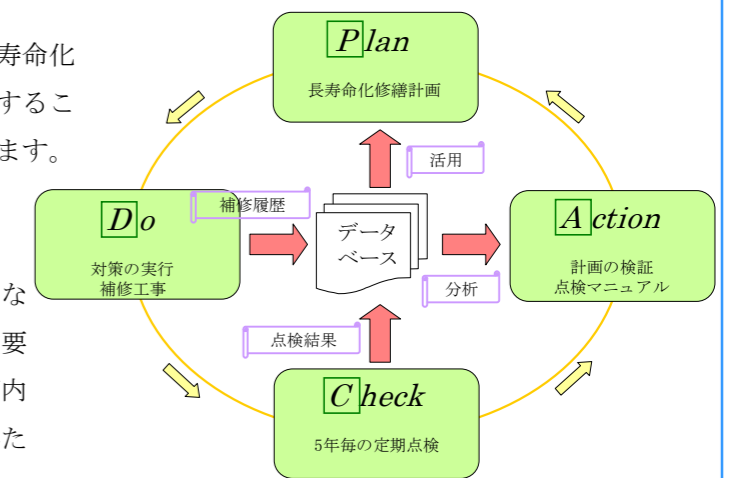 寿命化
するこ
ます。
な
要
内
た
Plan
長寿命化修繕計画
活用
補修履歴
Do
対策の実行
補修工事
データ
ベース
Action
計画の検証
点検マニュアル
分析
点検結果
Check
5年毎の定期点検